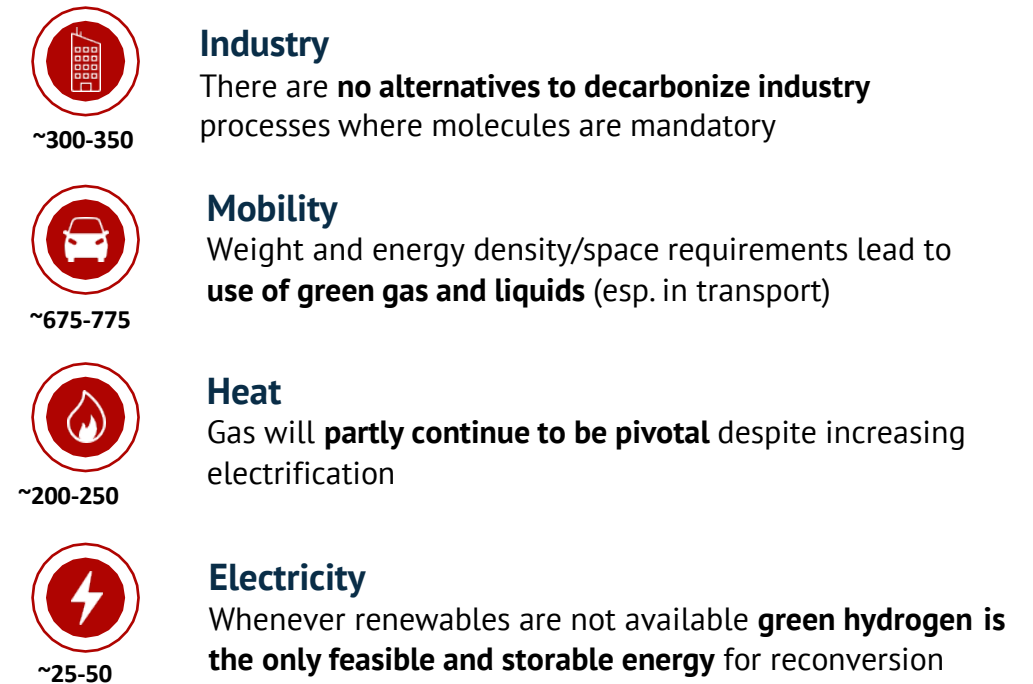 Industry
There are no alternatives to decarbonize industry
processes where molecules are mandatory
~300-350
Mobility
Weight and energy density/space requirements lead to
use of green gas and liquids (esp. in transport)
~675-775
Heat
Gas will partly continue to be pivotal despite increasing
electrification
~200-250
Electricity
Whenever renewables are not available green hydrogen is
the only feasible and storable energy for reconversion
~25-50